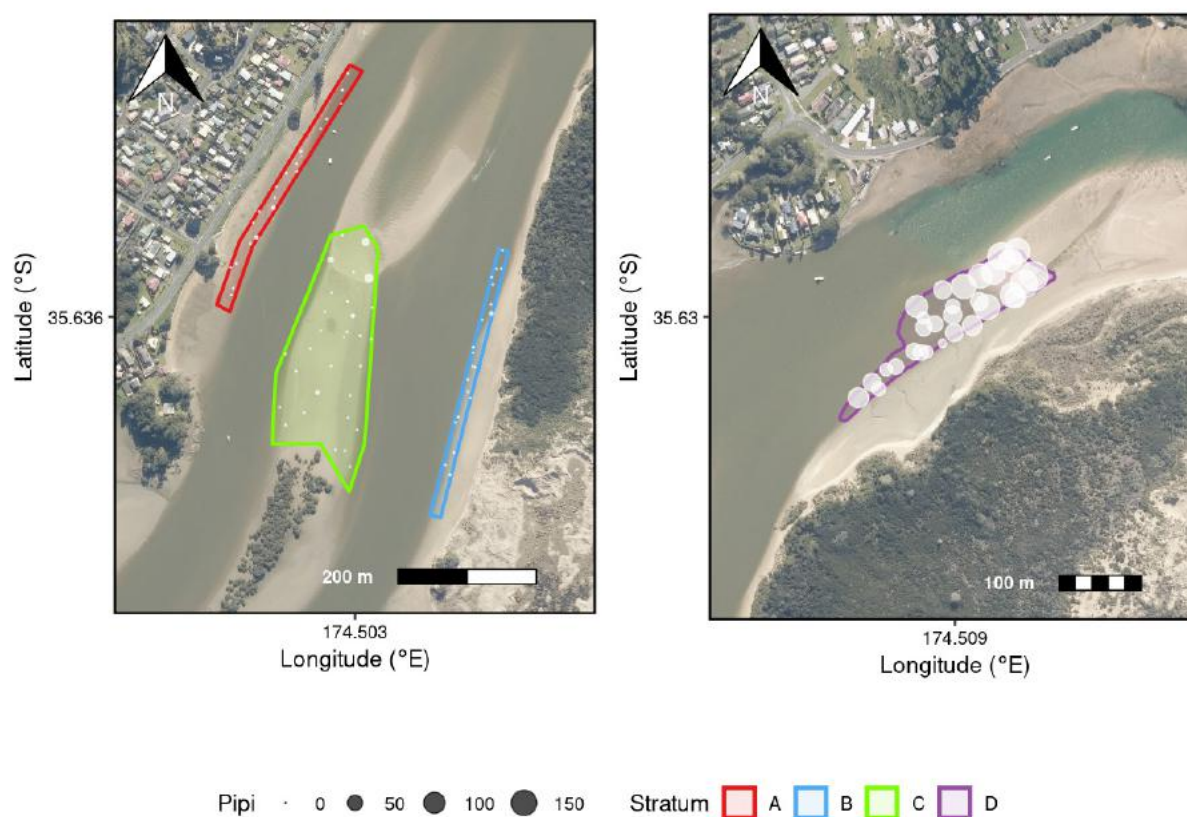 N
N
Latitude (°S)
35.636
200 m
174.503
Longitude (°E)
Latitude (°S)
35.63
100 m
174.509
Longitude (°E)
Pipi 0 50 100 150 Stratum A B C D